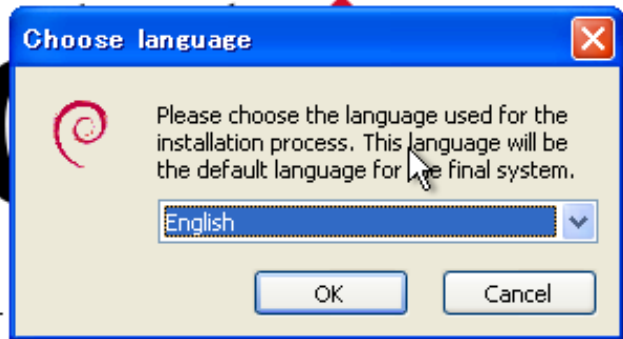 Choose language
Please choose the language used for the
installation process. This language will be
the default language for the final system.
English
OK
Cancel